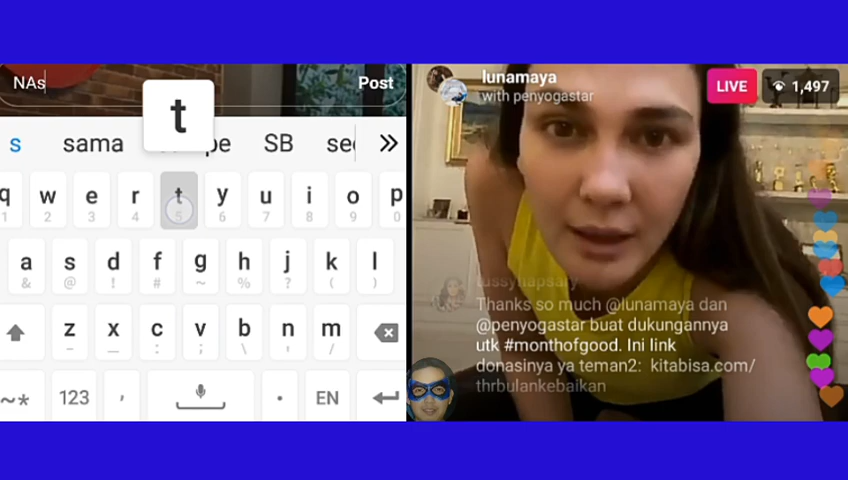 NAs
Post
t
s sama pe SB
q w e r t y u i o p
1 2 3 4 5 6 7 8 9 0
a s d f g h j k l
& @ ! # ~ % ? ( )
z x c v b n m
- _ : ; \ ' /
~* 123 , . EN
lunamaya
with penyogastar
LIVE
1,497
Thanks so much @lunamaya dan
@penyogastar buat dukungannya
utk #monthofgood. Ini link
donasinya ya teman2: kitabisa.com/
thrbulankebaikan